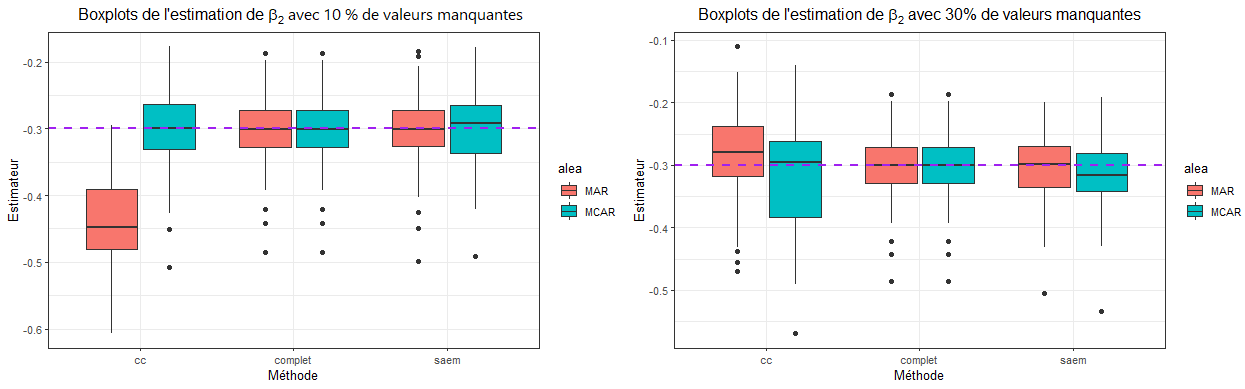 Boxplots de l'estimation de β2 avec 10 % de valeurs manquantes
Estimateur
-0.2
-0.3
-0.4
-0.5
-0.6
cc
complet
saem
Méthode
alea
MAR
MCAR
Boxplots de l'estimation de β2 avec 30% de valeurs manquantes
Estimateur
-0.1
-0.2
-0.3
-0.4
-0.5
cc
complet
saem
Méthode
alea
MAR
MCAR